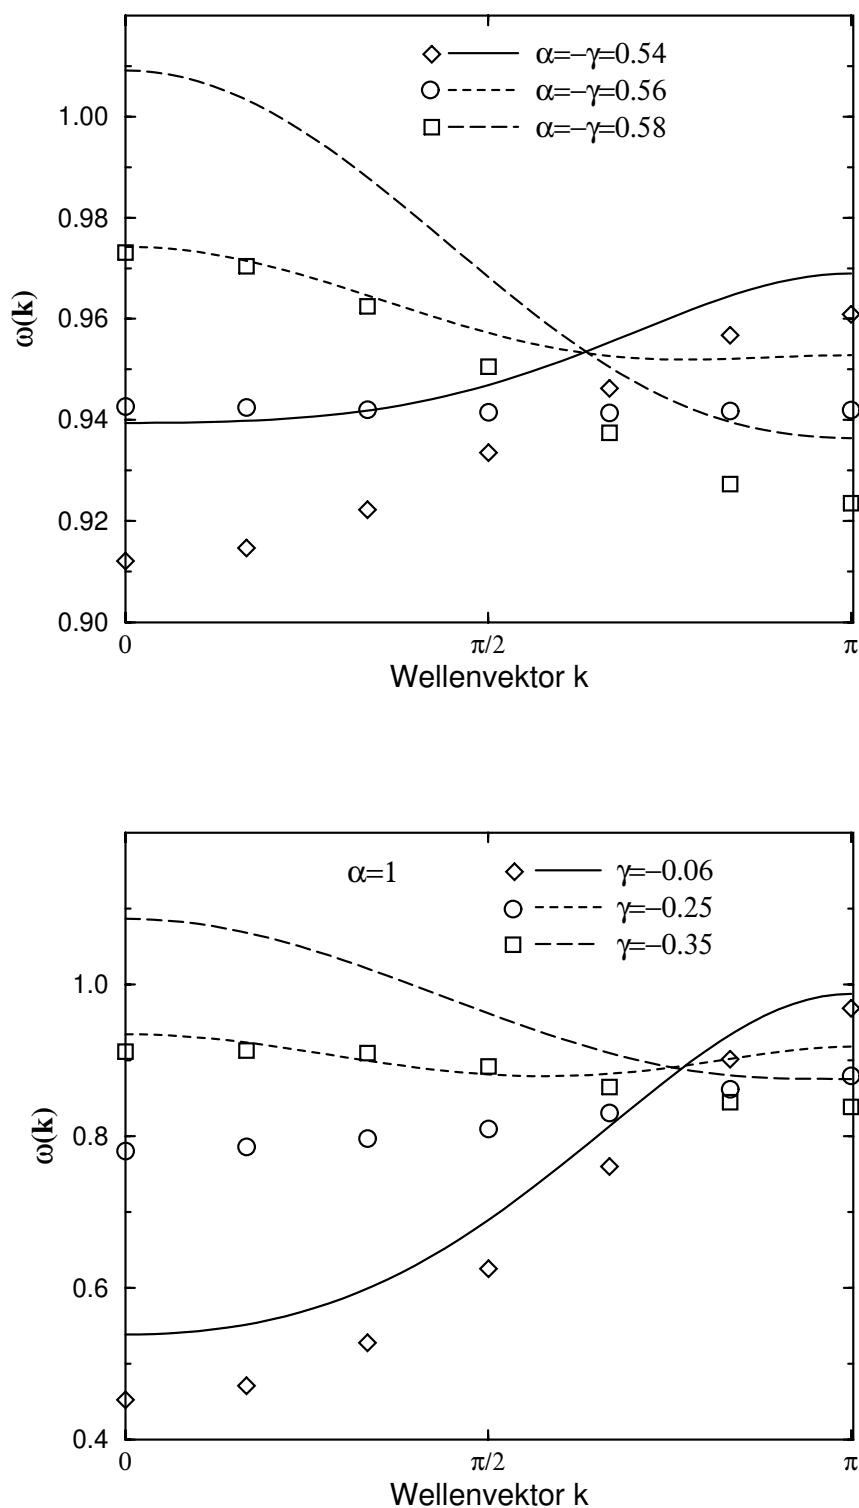 α=−γ=0.54
α=−γ=0.56
α=−γ=0.58
1.00
0.98
0.96
0.94
0.92
0.90
ω(k)
0
π/2
π
Wellenvektor k
α=1
γ=−0.06
γ=−0.25
γ=−0.35
1.0
0.8
0.6
0.4
ω(k)
0
π/2
π
Wellenvektor k